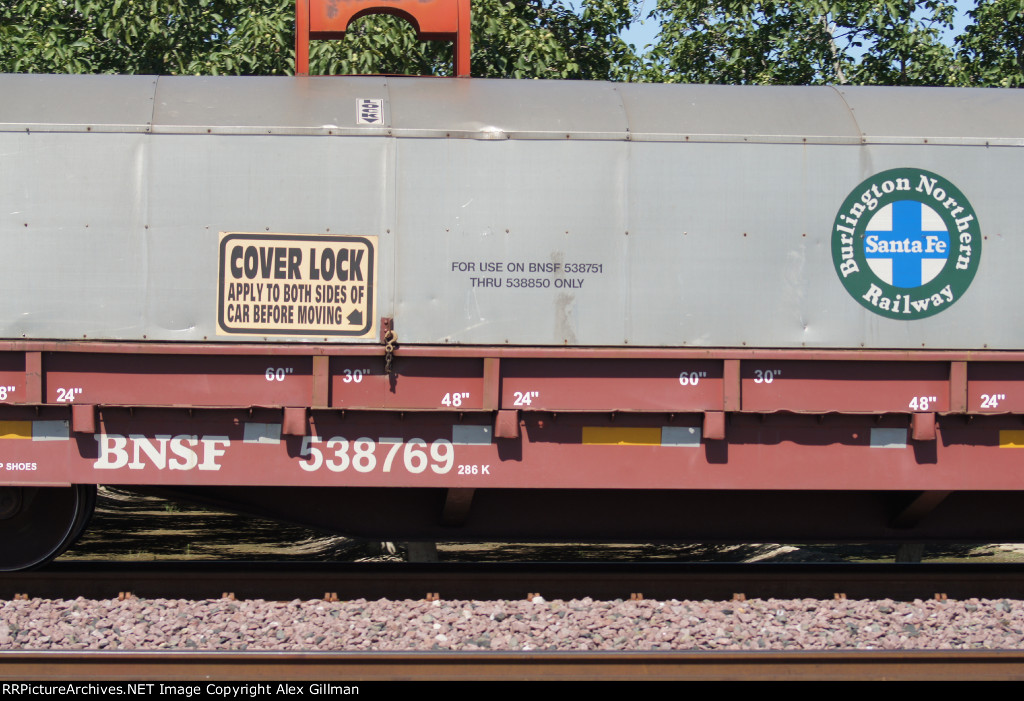 COVER LOCK
APPLY TO BOTH SIDES OF
CAR BEFORE MOVING
FOR USE ON BNSF 538751
THRU 538850 ONLY
Burlington Northern
Santa Fe
Railway
8" 24" 60" 30" 48" 24" 60" 30" 48" 24"
BNSF 538769 286 K
P SHOES
RRPictureArchives.NET Image Copyright Alex Gillman